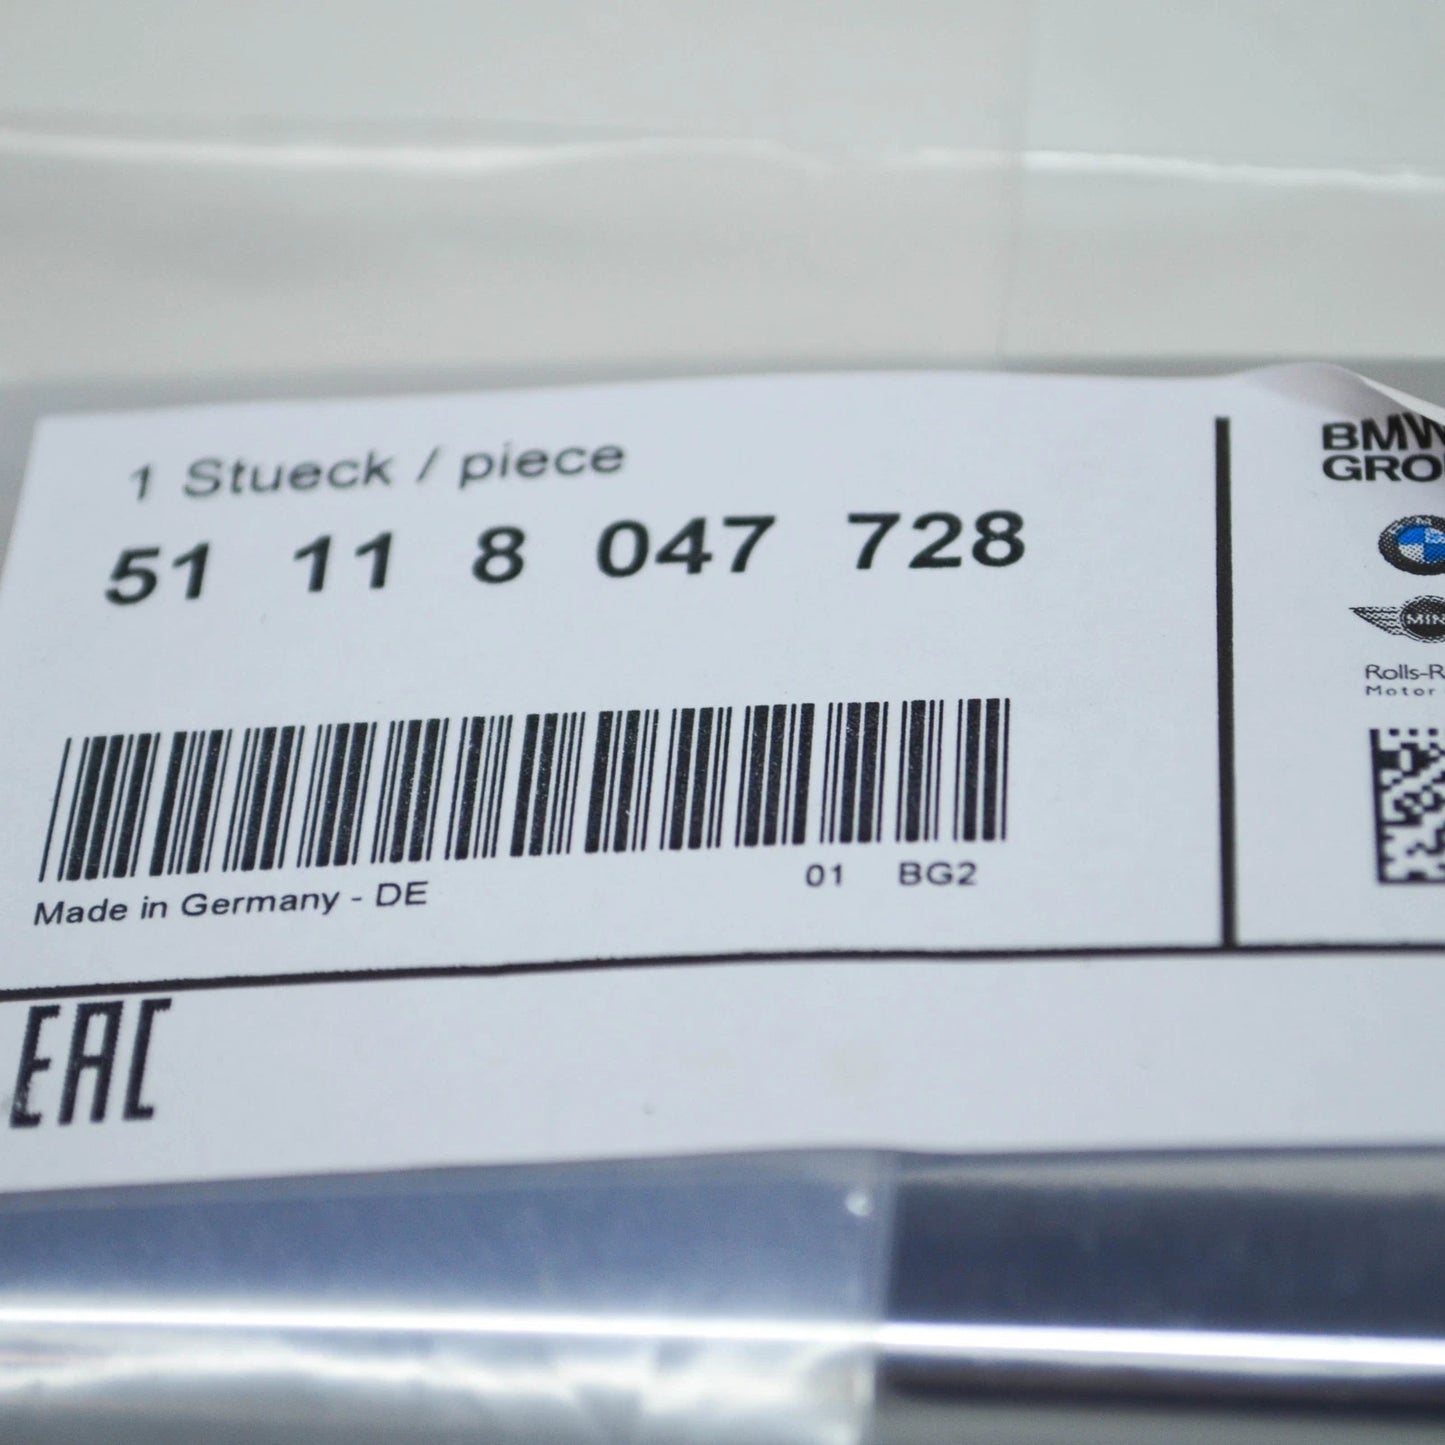 1 Stueck / piece
51 11 8 047 728
Made in Germany - DE
01 BG2
EAC
BMW
GRO
MIN
Rolls-R
Motor